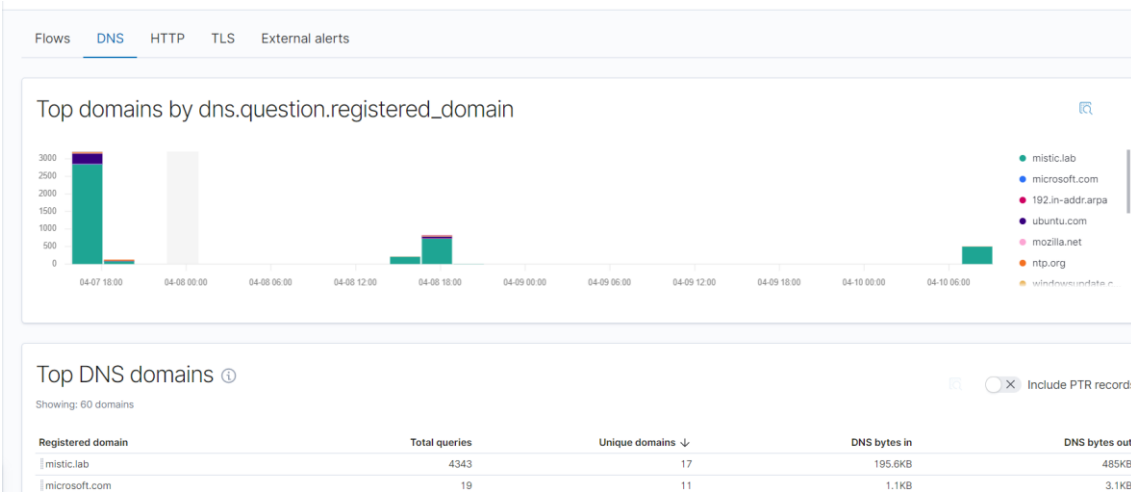 Flows DNS HTTP TLS External alerts
Top domains by dns.question.registered_domain
3000
2500
2000
1500
1000
500
0
04-07 18:00 04-08 00:00 04-08 06:00 04-08 12:00 04-08 18:00 04-09 00:00 04-09 06:00 04-09 12:00 04-09 18:00 04-10 00:00 04-10 06:00
mistic.lab
microsoft.com
192.in-addr.arpa
ubuntu.com
mozilla.net
ntp.org
windowsupdate.c...
Top DNS domains
Showing: 60 domains
Include PTR records
Registered domain Total queries Unique domains ↓ DNS bytes in DNS bytes out
mistic.lab 4343 17 195.6KB 485KB
microsoft.com 19 11 1.1KB 3.1KB